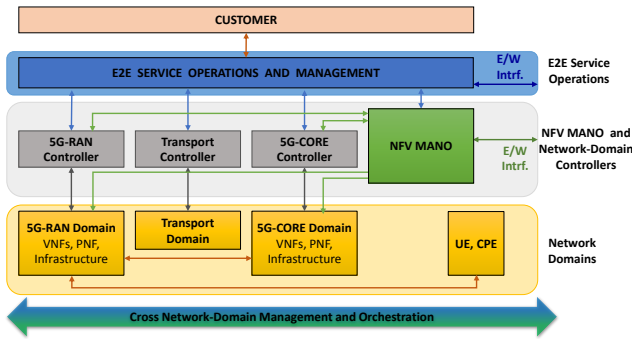 CUSTOMER
E2E SERVICE OPERATIONS AND MANAGEMENT
E/W
Intrf.
E2E Service
Operations
5G-RAN
Controller
Transport
Controller
5G-CORE
Controller
NFV MANO
E/W
Intrf.
NFV MANO and
Network-Domain
Controllers
5G-RAN Domain
VNFs, PNF,
Infrastructure
Transport
Domain
5G-CORE Domain
VNFs, PNF,
Infrastructure
UE, CPE
Network
Domains
Cross Network-Domain Management and Orchestration